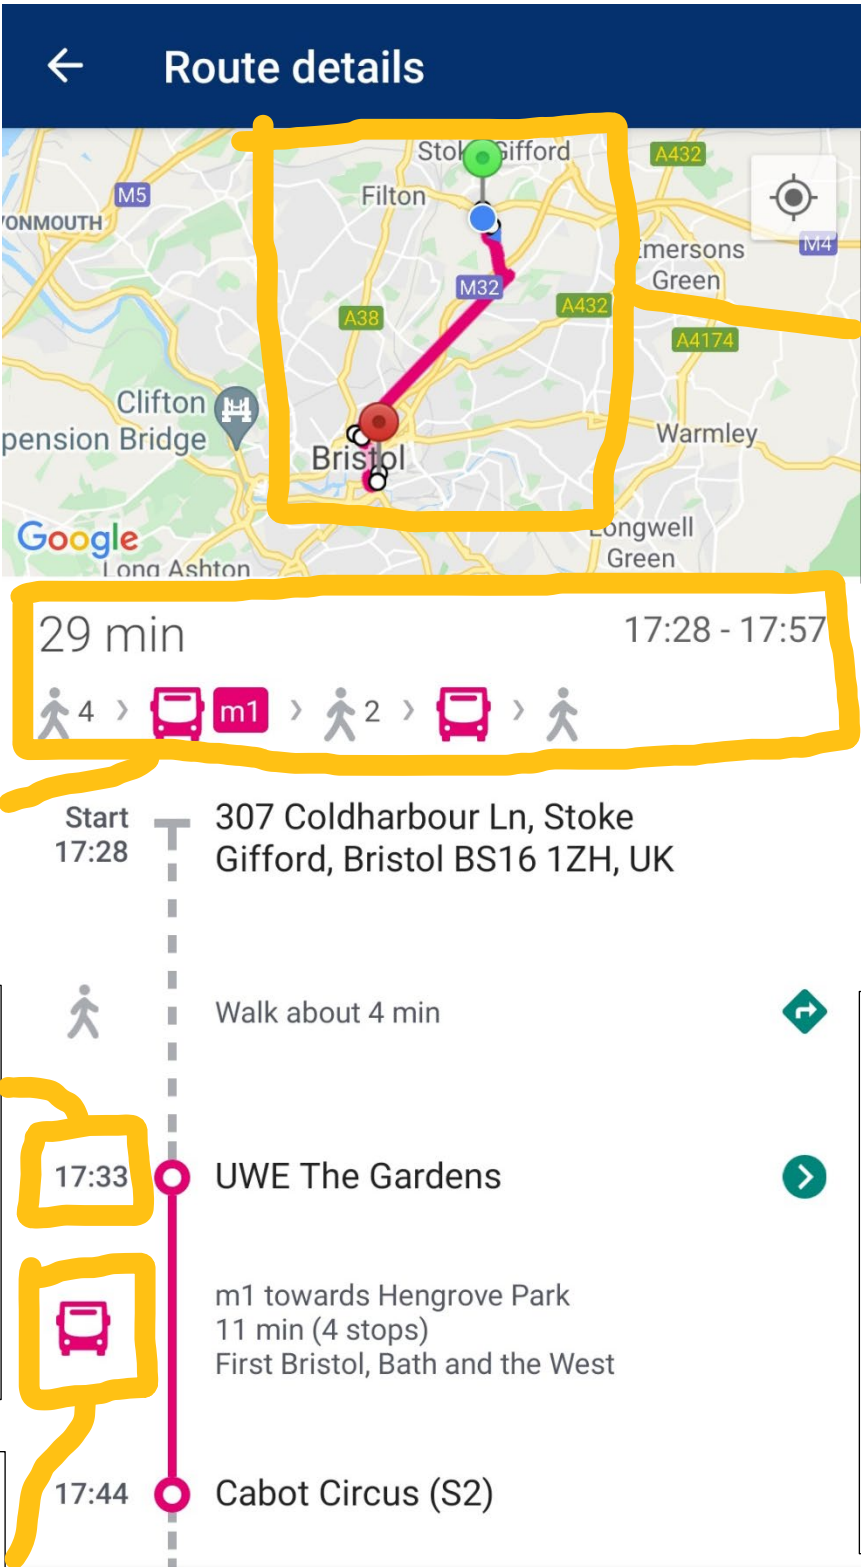 Route details
Stoke Gifford
A432
M5
Filton
VONMOUTH
M4
Emersons
Green
M32
A432
A38
A4174
Clifton
pension Bridge
Warmley
Bristol
Longwell
Green
Google
Long Ashton
29 min
17:28 - 17:57
4 › m1 › 2 › ›
Start
17:28
307 Coldharbour Ln, Stoke
Gifford, Bristol BS16 1ZH, UK
Walk about 4 min
17:33
UWE The Gardens
m1 towards Hengrove Park
11 min (4 stops)
First Bristol, Bath and the West
17:44
Cabot Circus (S2)